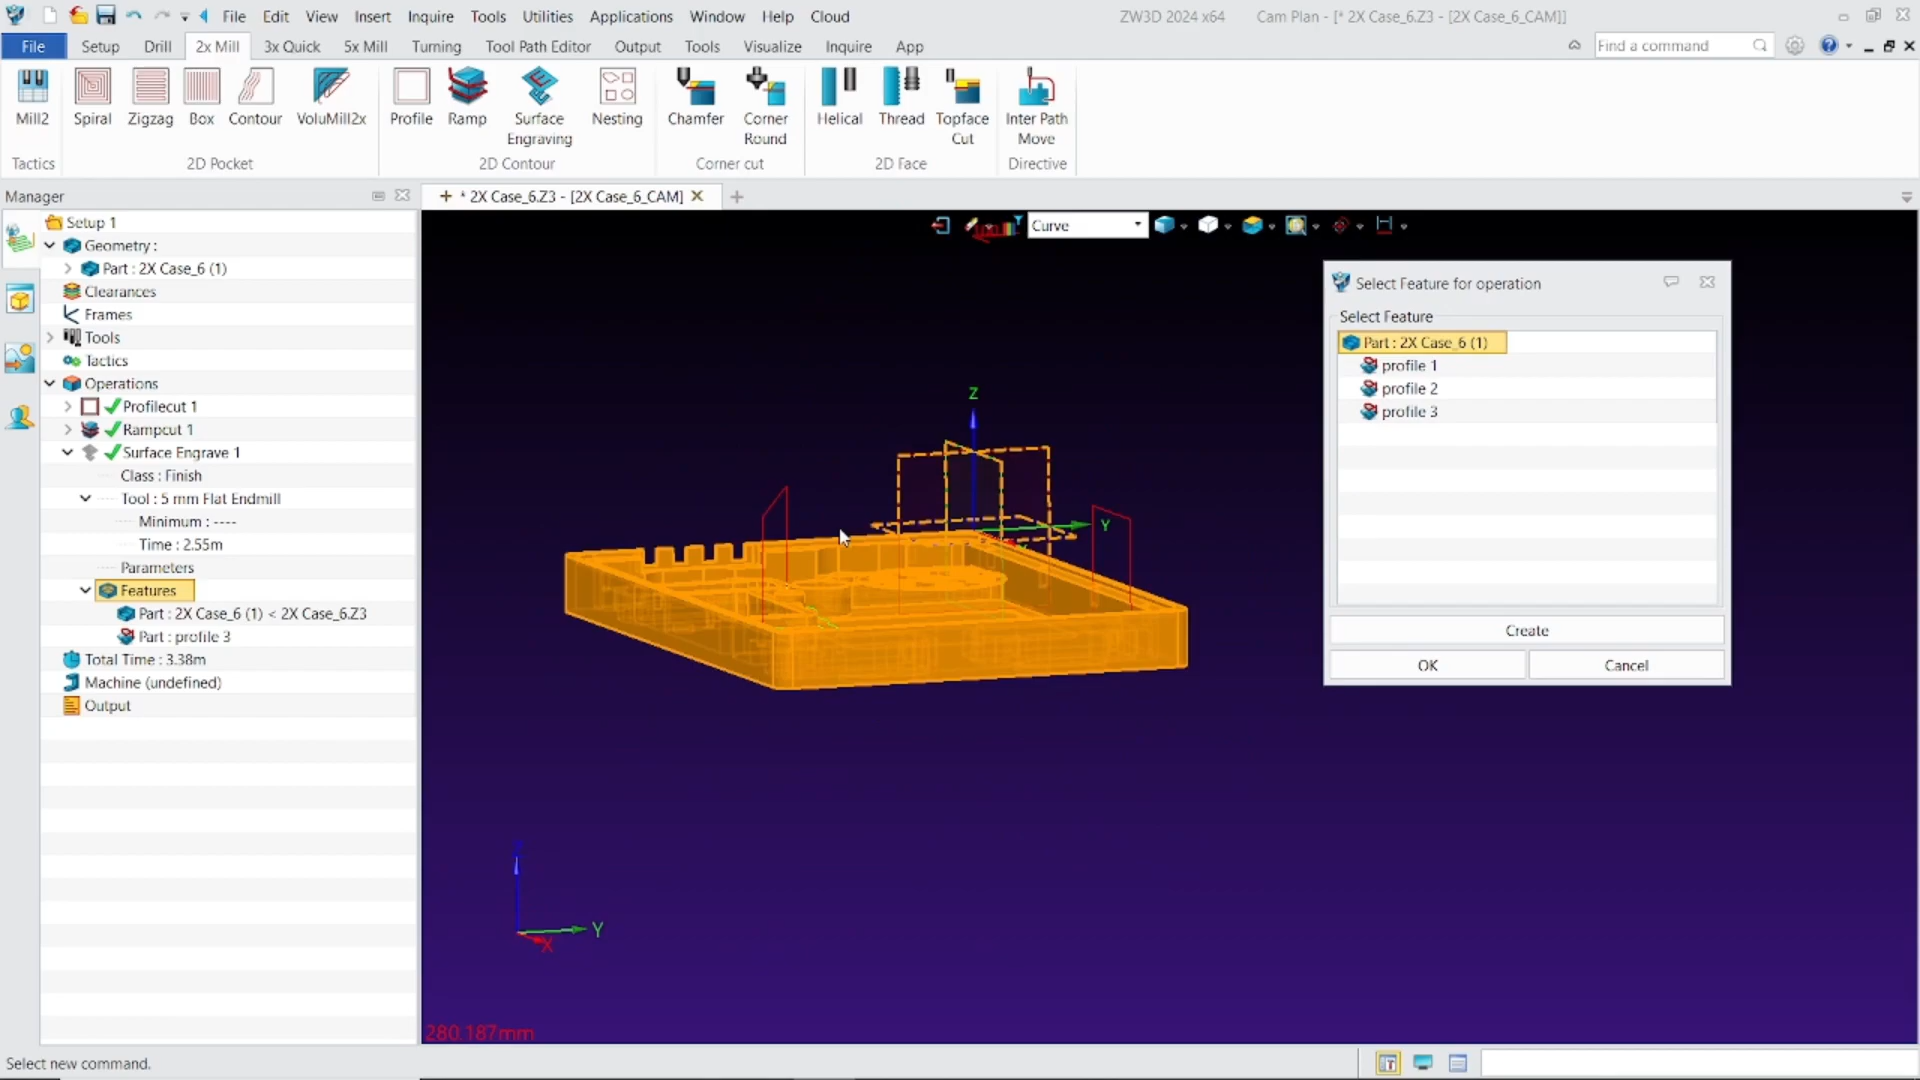 File Edit View Insert Inquire Tools Utilities Applications Window Help Cloud ZW3D 2024 x64 Cam Plan - [* 2X Case_6.Z3 - [2X Case_6_CAM]]
File Setup Drill 2x Mill 3x Quick 5x Mill Turning Tool Path Editor Output Tools Visualize Inquire App Find a command
Mill2 Spiral Zigzag Box Contour VoluMill2x Profile Ramp Surface Engraving Nesting Chamfer Corner Round Helical Thread Topface Cut Inter Path Move
Tactics 2D Pocket 2D Contour Corner cut 2D Face Directive
Manager
* 2X Case_6.Z3 - [2X Case_6_CAM]
Curve
Setup 1
Geometry :
Part : 2X Case_6 (1)
Clearances
Frames
Tools
Tactics
Operations
Profilecut 1
Rampcut 1
Surface Engrave 1
Class : Finish
Tool : 5 mm Flat Endmill
Minimum : ----
Time : 2.55m
Parameters
Features
Part : 2X Case_6 (1) < 2X Case_6.Z3
Part : profile 3
Total Time : 3.38m
Machine (undefined)
Output
Z
Y
Select Feature for operation
Select Feature
Part : 2X Case_6 (1)
profile 1
profile 2
profile 3
Create
OK Cancel
Z
Y
X
280.187mm
Select new command.